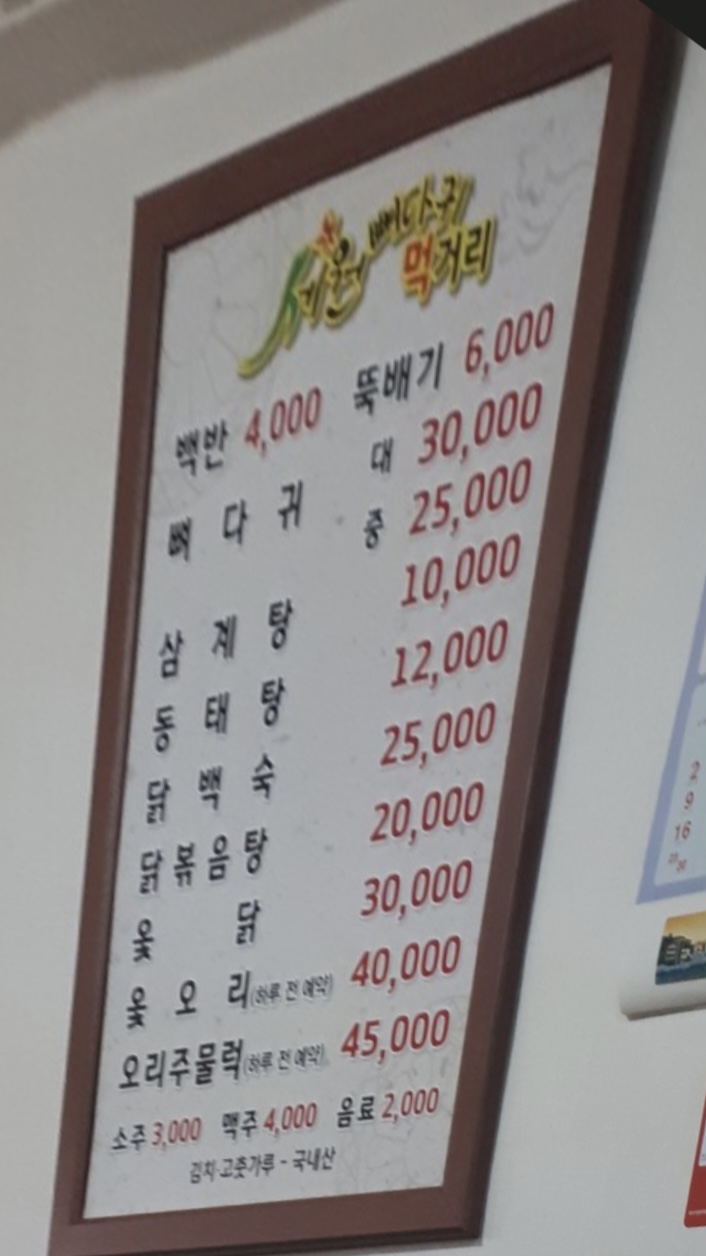 뼈다귀
먹거리
백반 4,000 뚝배기 6,000
뼈다귀 대 30,000
중 25,000
삼계탕 10,000
동태탕 12,000
닭백숙 25,000
닭볶음탕 20,000
옻닭 30,000
옻오리(하루 전 예약) 40,000
오리주물럭(하루 전 예약) 45,000
소주 3,000 맥주 4,000 음료 2,000
김치·고춧가루 - 국내산
2
9
16